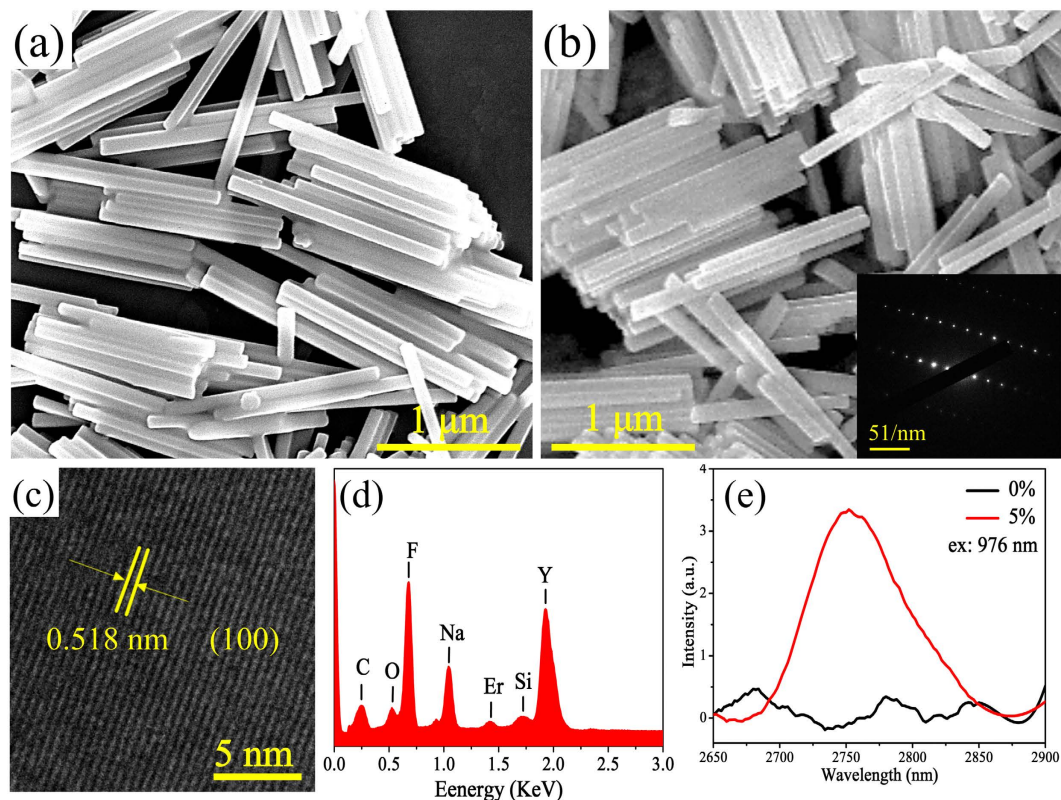 (a)
1 μm
(b)
1 μm
51/nm
(c)
0.518 nm
(100)
5 nm
(d)
C
O
F
Na
Er
Si
Y
0.0 0.5 1.0 1.5 2.0 2.5 3.0
Eenergy (KeV)
(e)
0%
5%
ex: 976 nm
4
3
2
1
0
Intensity (a.u.)
2650 2700 2750 2800 2850 2900
Wavelength (nm)